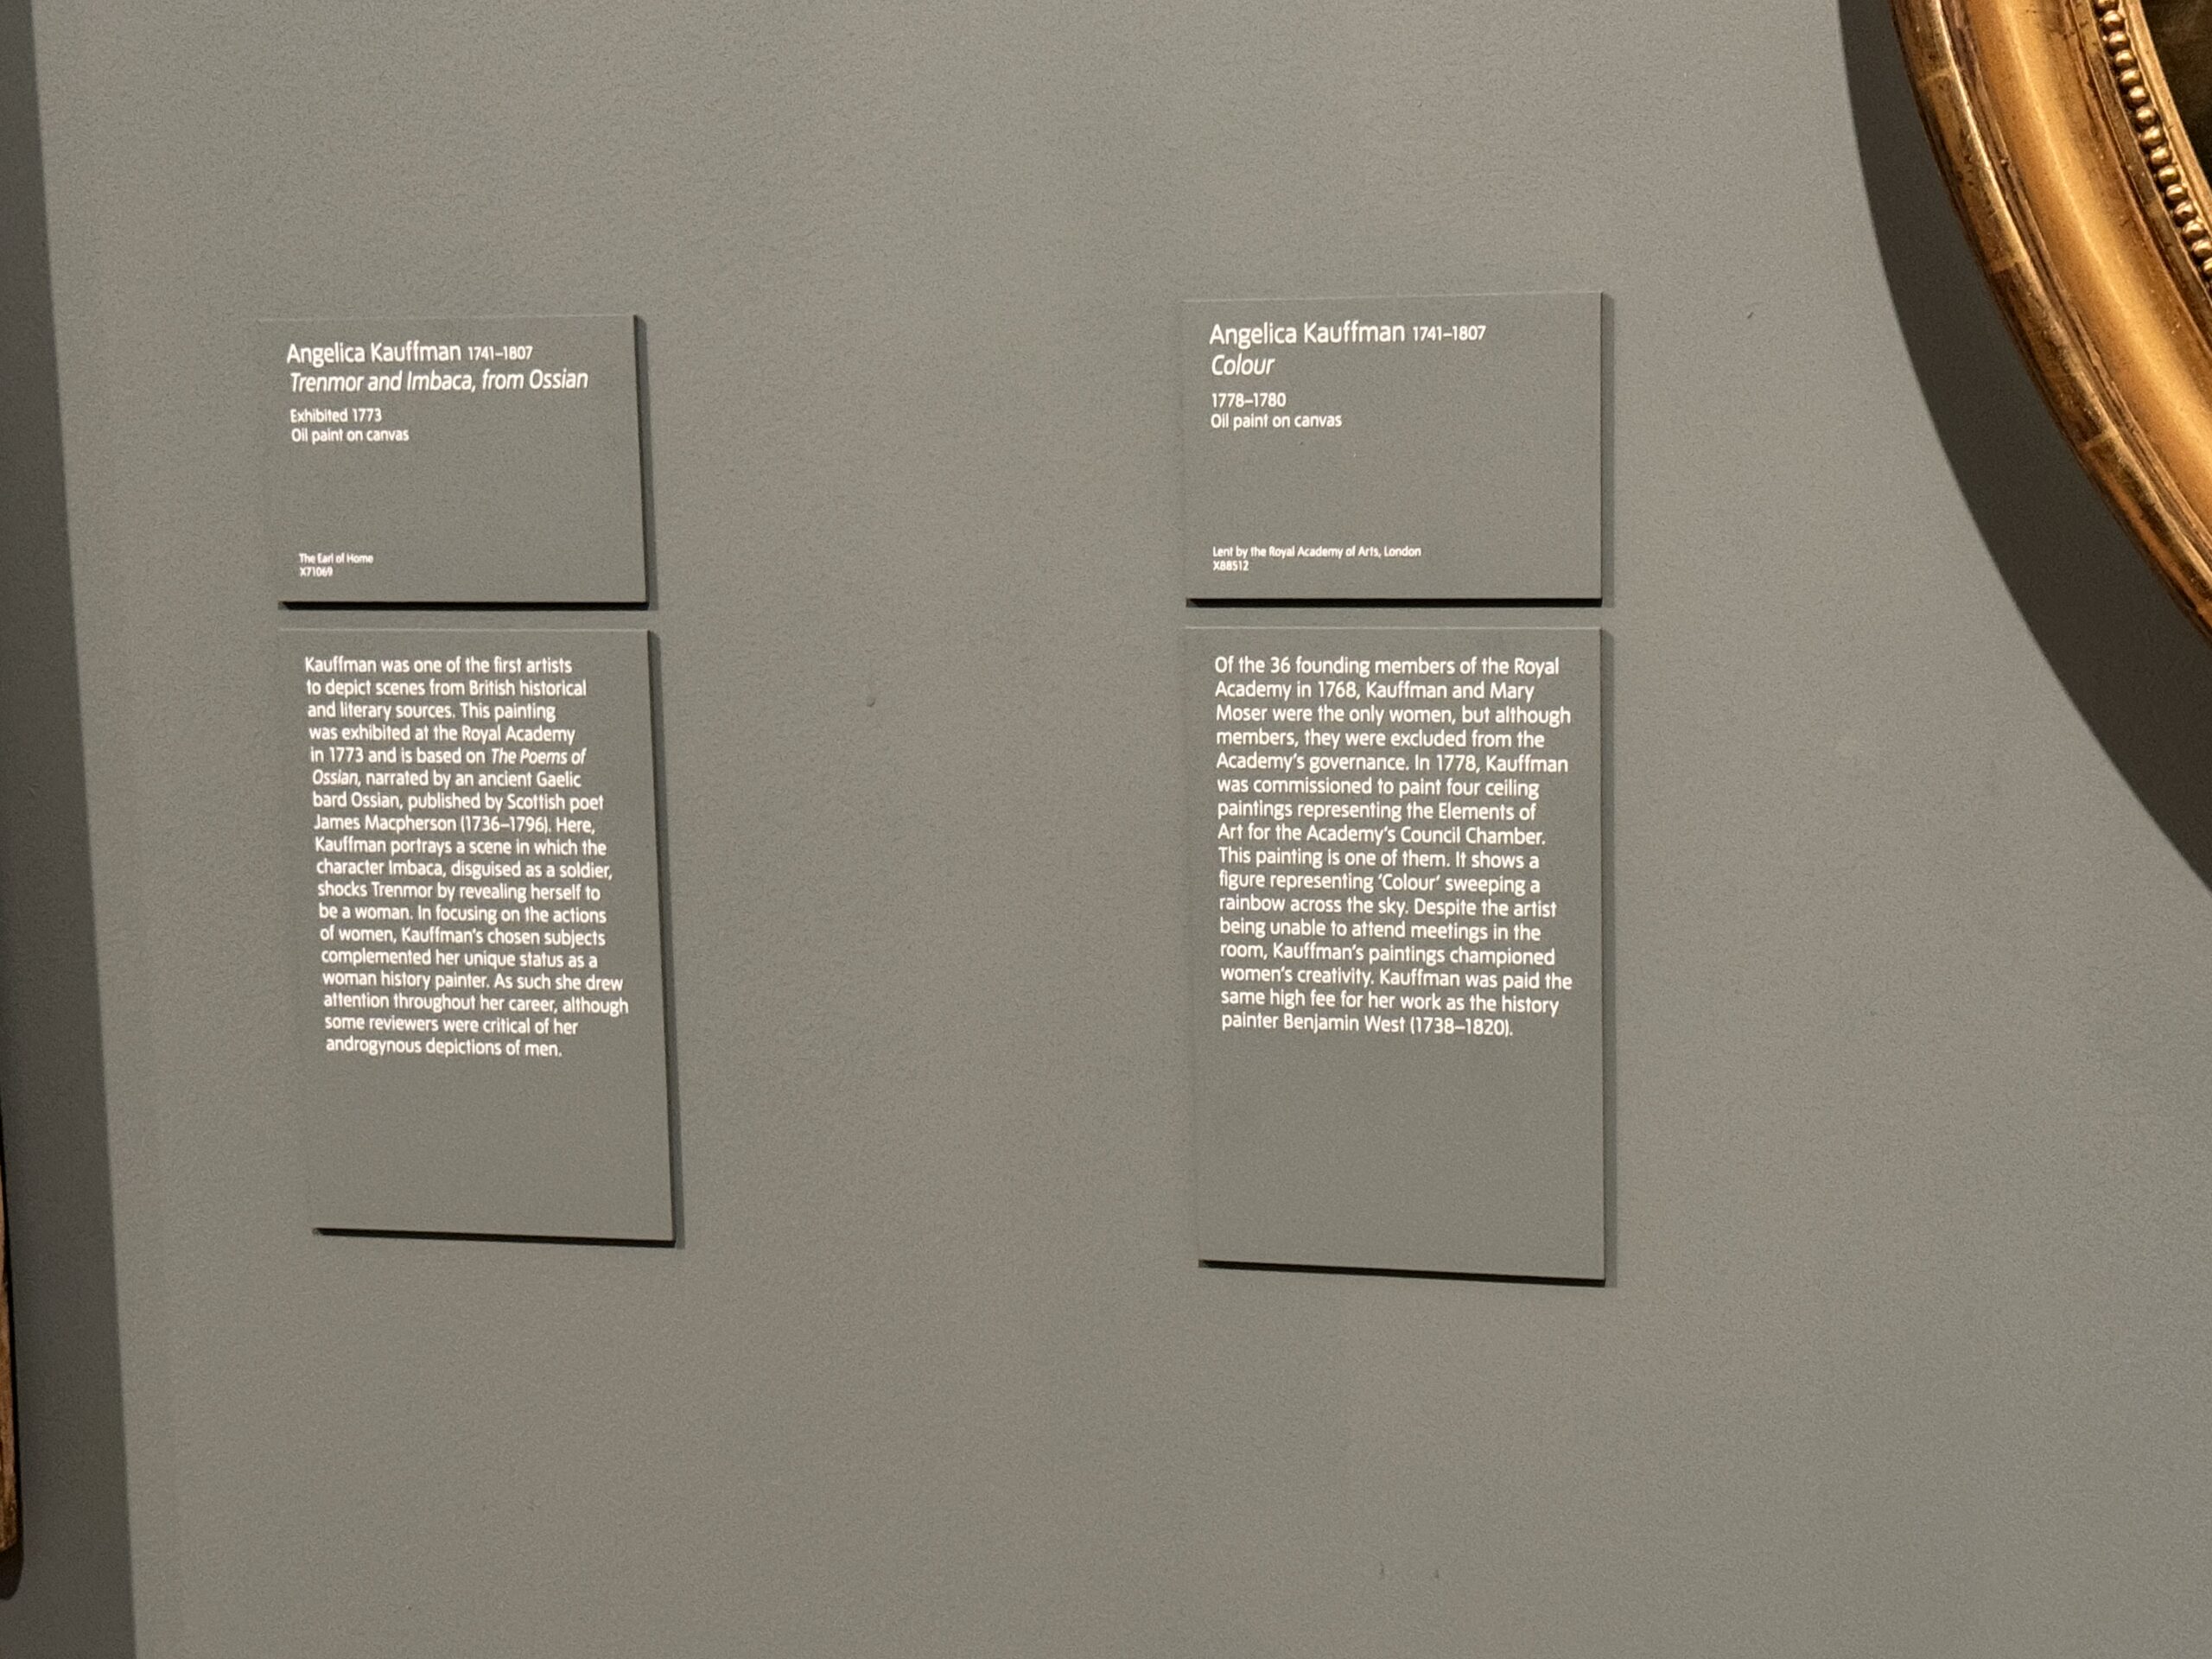 Angelica Kauffman 1741–1807
Trenmor and Imbaca, from Ossian
Exhibited 1773
Oil paint on canvas
The Earl of Home
X71069
Kauffman was one of the first artists
to depict scenes from British historical
and literary sources. This painting
was exhibited at the Royal Academy
in 1773 and is based on The Poems of
Ossian, narrated by an ancient Gaelic
bard Ossian, published by Scottish poet
James Macpherson (1736–1796). Here,
Kauffman portrays a scene in which the
character Imbaca, disguised as a soldier,
shocks Trenmor by revealing herself to
be a woman. In focusing on the actions
of women, Kauffman's chosen subjects
complemented her unique status as a
woman history painter. As such she drew
attention throughout her career, although
some reviewers were critical of her
androgynous depictions of men.
Angelica Kauffman 1741–1807
Colour
1778–1780
Oil paint on canvas
Lent by the Royal Academy of Arts, London
X88512
Of the 36 founding members of the Royal
Academy in 1768, Kauffman and Mary
Moser were the only women, but although
members, they were excluded from the
Academy's governance. In 1778, Kauffman
was commissioned to paint four ceiling
paintings representing the Elements of
Art for the Academy's Council Chamber.
This painting is one of them. It shows a
figure representing 'Colour' sweeping a
rainbow across the sky. Despite the artist
being unable to attend meetings in the
room, Kauffman's paintings championed
women's creativity. Kauffman was paid the
same high fee for her work as the history
painter Benjamin West (1738–1820).